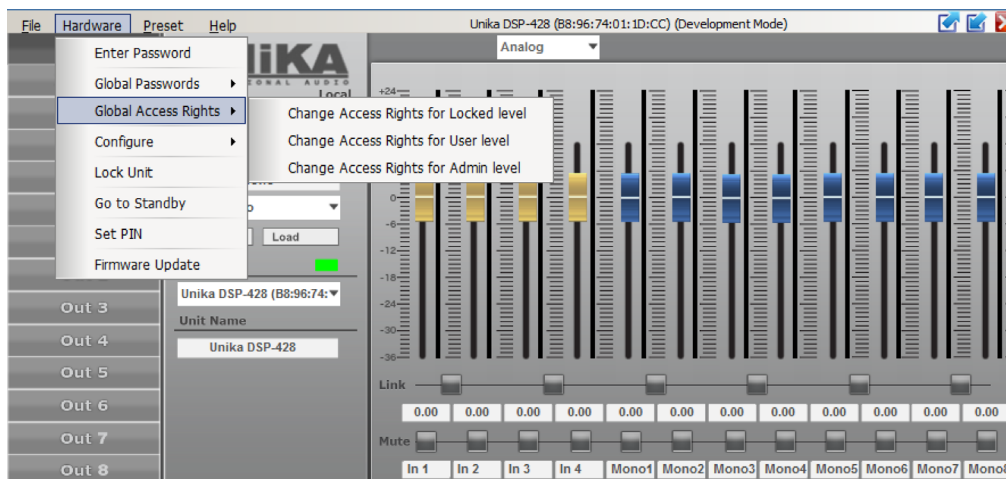 File Hardware Preset Help Unika DSP-428 (B8:96:74:01:1D:CC) (Development Mode)
Enter Password
Global Passwords
Global Access Rights
Configure
Lock Unit
Go to Standby
Set PIN
Firmware Update
Change Access Rights for Locked level
Change Access Rights for User level
Change Access Rights for Admin level
Local
Load
Unika DSP-428 (B8:96:74:
Unit Name
Unika DSP-428
Out 3
Out 4
Out 5
Out 6
Out 7
Out 8
Analog
+24
0
-6
-12
-18
-24
-30
-36
Link
0.00 0.00 0.00 0.00 0.00 0.00 0.00 0.00 0.00 0.00 0.00 0.00
Mute
In 1 In 2 In 3 In 4 Mono1 Mono2 Mono3 Mono4 Mono5 Mono6 Mono7 Mono8